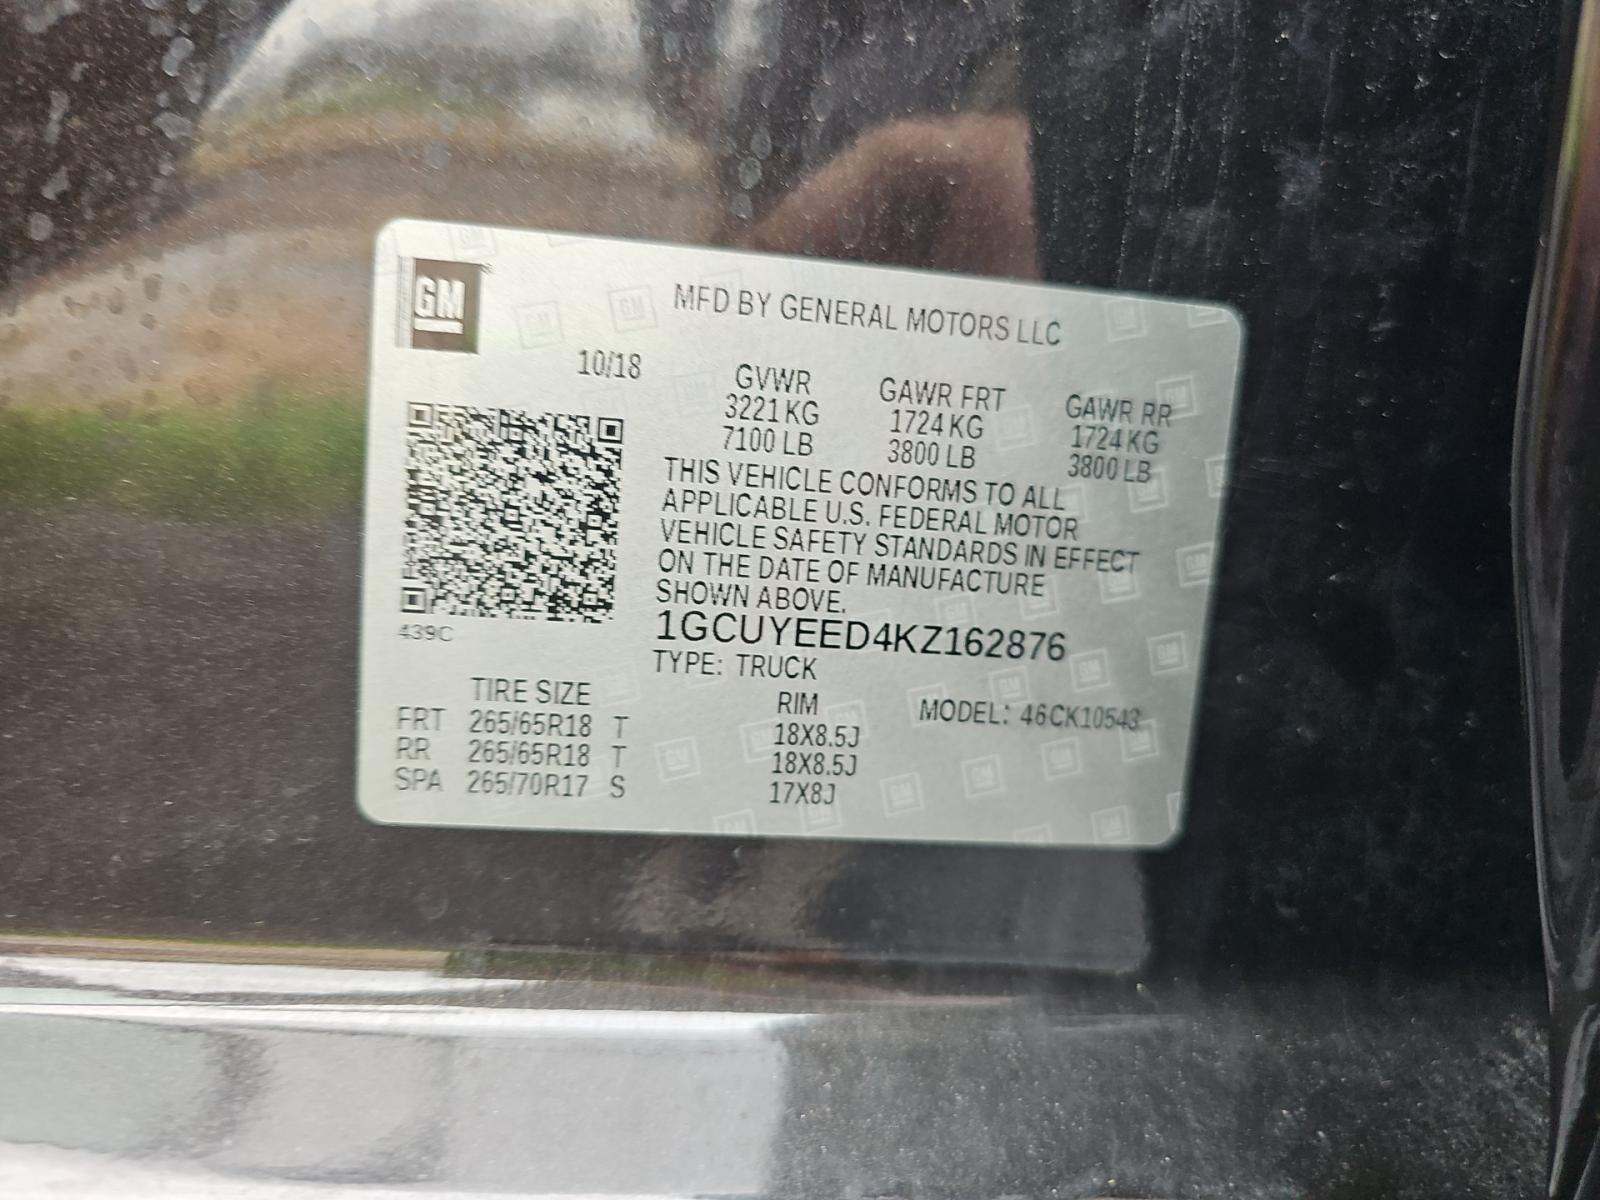 GM
MFD BY GENERAL MOTORS LLC
10/18
GVWR GAWR FRT GAWR RR
3221 KG 1724 KG 1724 KG
7100 LB 3800 LB 3800 LB
THIS VEHICLE CONFORMS TO ALL
APPLICABLE U.S. FEDERAL MOTOR
VEHICLE SAFETY STANDARDS IN EFFECT
ON THE DATE OF MANUFACTURE
SHOWN ABOVE.
439C
1GCUYEED4KZ162876
TYPE: TRUCK
TIRE SIZE RIM MODEL: 46CK10543
FRT 265/65R18 T 18X8.5J
RR 265/65R18 T 18X8.5J
SPA 265/70R17 S 17X8J